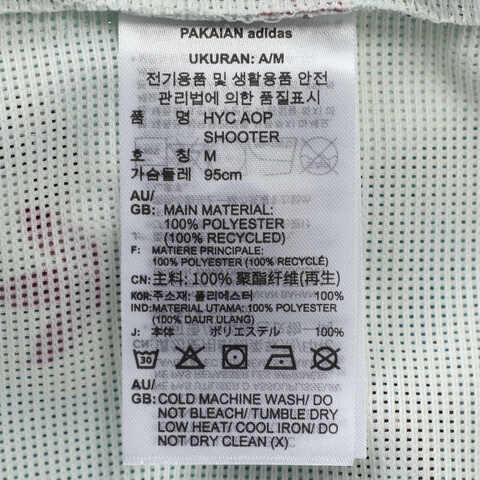 PAKAIAN adidas
UKURAN: A/M
전기용품 및 생활용품 안전
관리법에 의한 품질표시
품 명 HYC AOP
SHOOTER
호 칭 M
가슴둘레 95cm
AU/
GB: MAIN MATERIAL:
100% POLYESTER
(100% RECYCLED)
F: MATIERE PRINCIPALE:
100% POLYESTER (100% RECYCLÉ)
CN: 主料: 100% 聚酯纤维(再生)
KOR: 주소재: 폴리에스터 100%
IND: MATERIAL UTAMA: 100% POLYESTER
(100% DAUR ULANG)
J: 本体 ポリエステル 100%
30
AU/
GB: COLD MACHINE WASH/ DO
NOT BLEACH/ TUMBLE DRY
LOW HEAT/ COOL IRON/ DO
NOT DRY CLEAN (X)